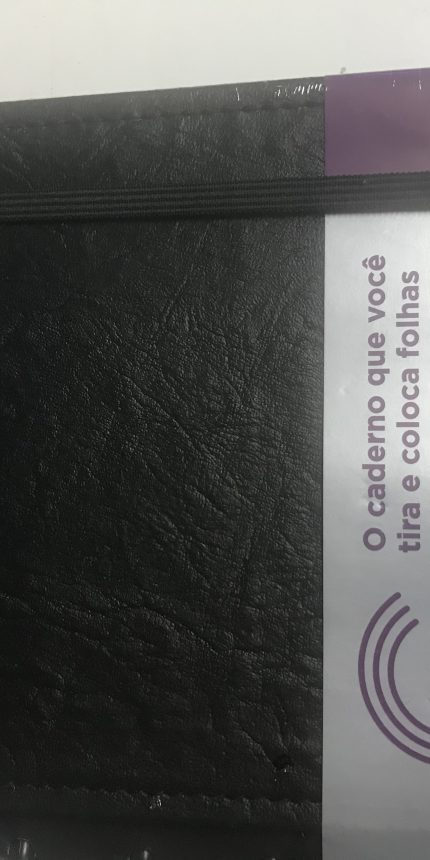 O caderno que você
tira e coloca folhas